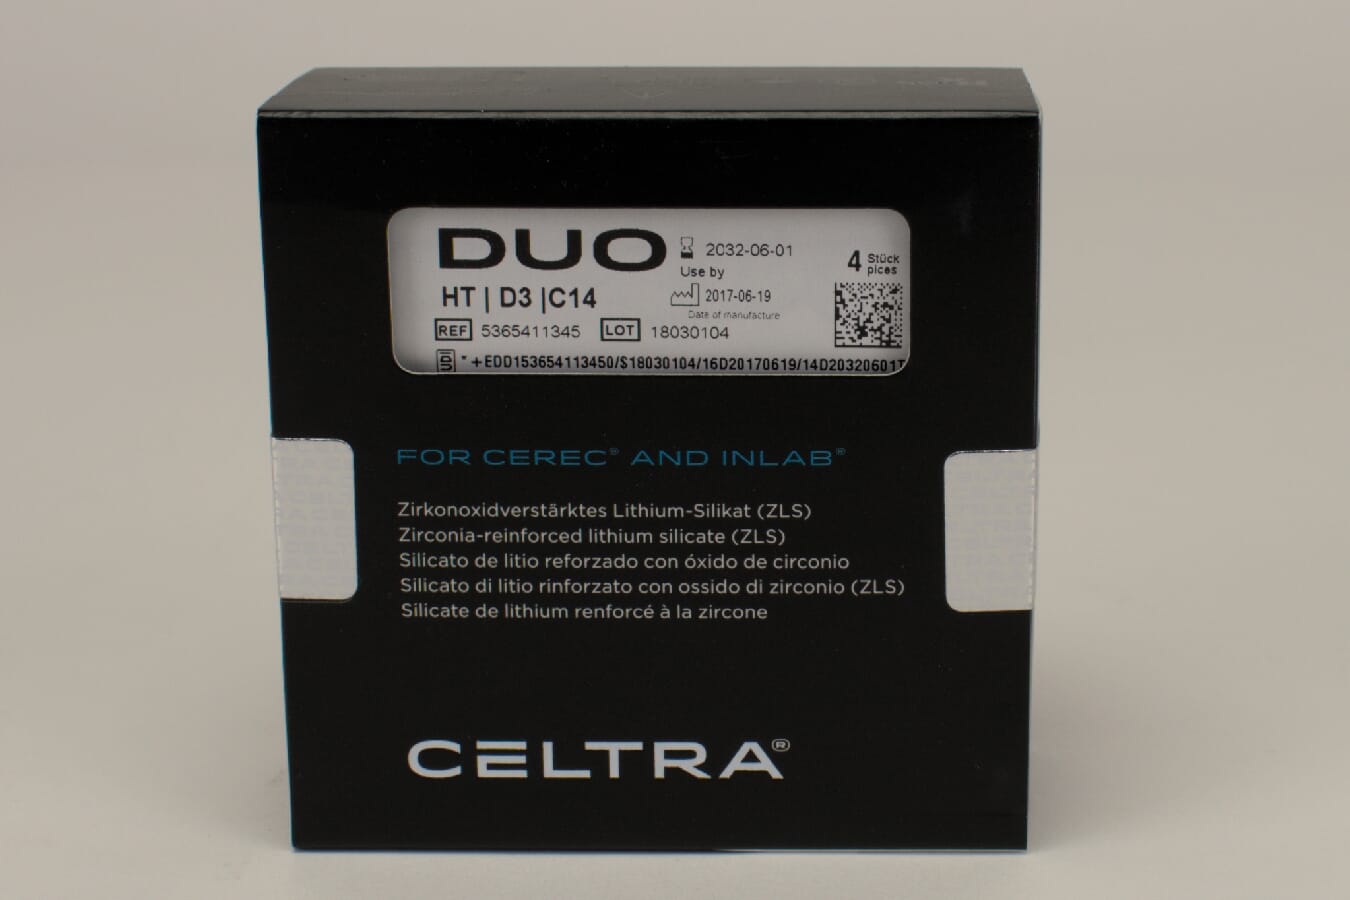 DUO
2032-06-01
Use by
4 Stück
pices
HT | D3 |C14
2017-06-19
Date of manufacture
REF 5365411345 LOT 18030104
UDI *+EDD153654113450/S18030104/16D20170619/14D20320601T
FOR CEREC® AND INLAB®
Zirkonoxidverstärktes Lithium-Silikat (ZLS)
Zirconia-reinforced lithium silicate (ZLS)
Silicato de litio reforzado con óxido de circonio
Silicato di litio rinforzato con ossido di zirconio (ZLS)
Silicate de lithium renforcé à la zircone
CELTRA®